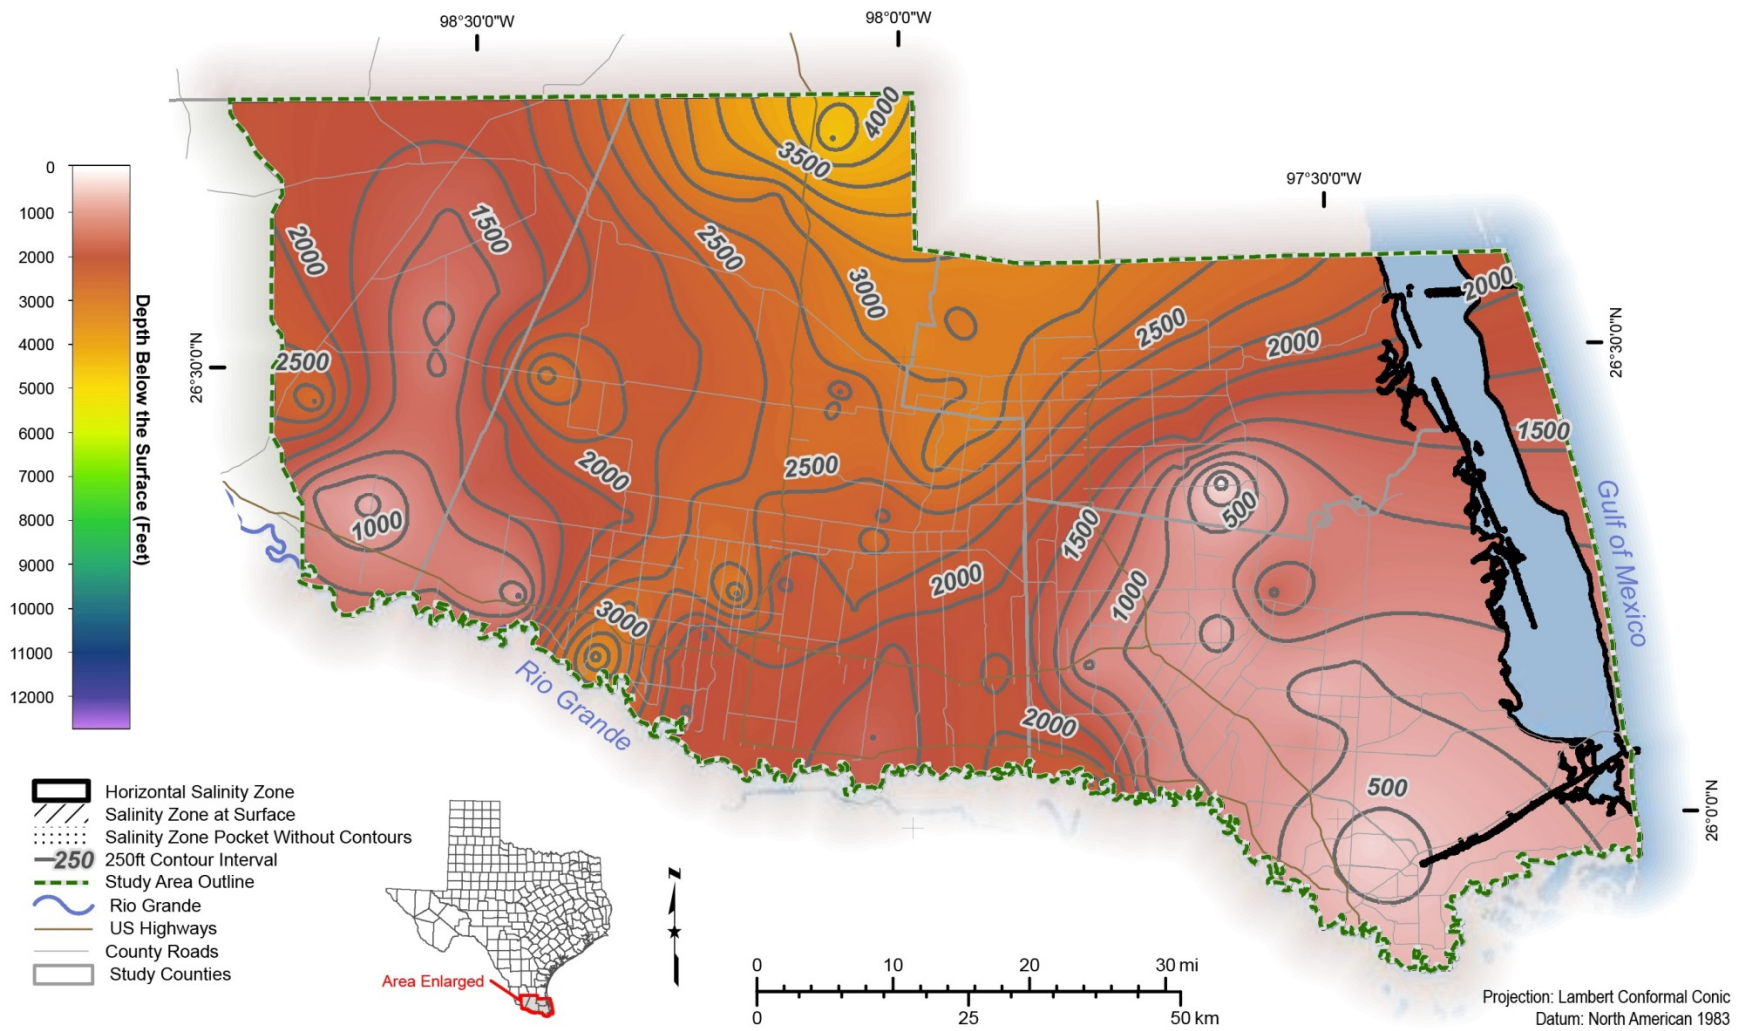 98°30'0"W
98°0'0"W
97°30'0"W
4000
3500
1500
2000
2500
3000
2000
2500
2000
26°30'0"N
26°30'0"N
2500
1500
2000
2500
1000
500
1500
2000
1000
3000
2000
500
Gulf of Mexico
Rio Grande
26°0'0"N
0
1000
2000
3000
4000
5000
6000
7000
8000
9000
10000
11000
12000
Depth Below the Surface (Feet)
Horizontal Salinity Zone
Salinity Zone at Surface
Salinity Zone Pocket Without Contours
250 250ft Contour Interval
Study Area Outline
Rio Grande
US Highways
County Roads
Study Counties
Area Enlarged
N
0 10 20 30 mi
0 25 50 km
Projection: Lambert Conformal Conic
Datum: North American 1983